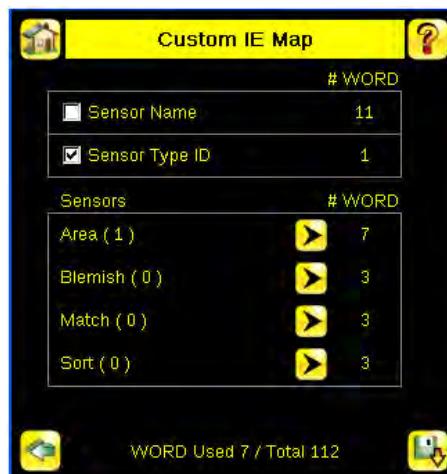 Custom IE Map
?
# WORD
Sensor Name 11
Sensor Type ID 1
Sensors # WORD
Area ( 1 ) 7
Blemish ( 0 ) 3
Match ( 0 ) 3
Sort ( 0 ) 3
WORD Used 7 / Total 112